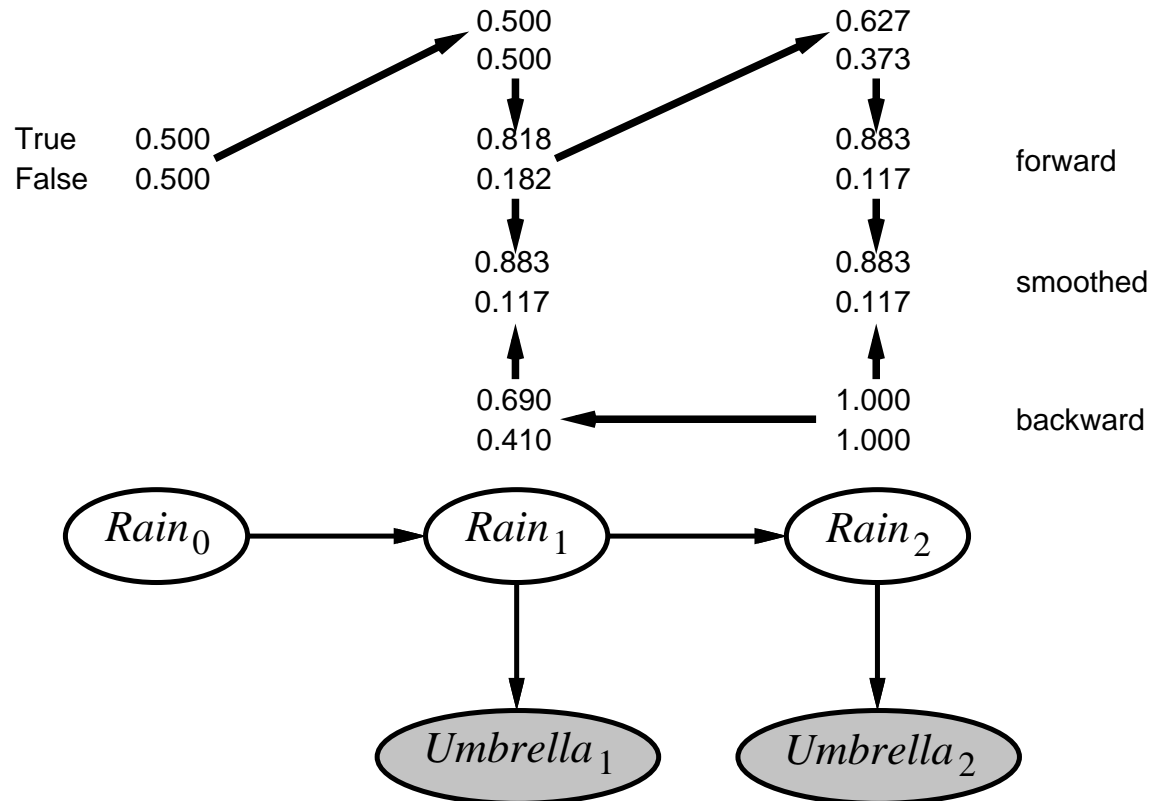 0.500 0.627
0.500 0.373
True 0.500 0.818 0.883
False 0.500 0.182 0.117
forward
0.883 0.883
smoothed
0.117 0.117
0.690 1.000
backward
0.410 1.000
Rain0 Rain1 Rain2
Umbrella1 Umbrella2